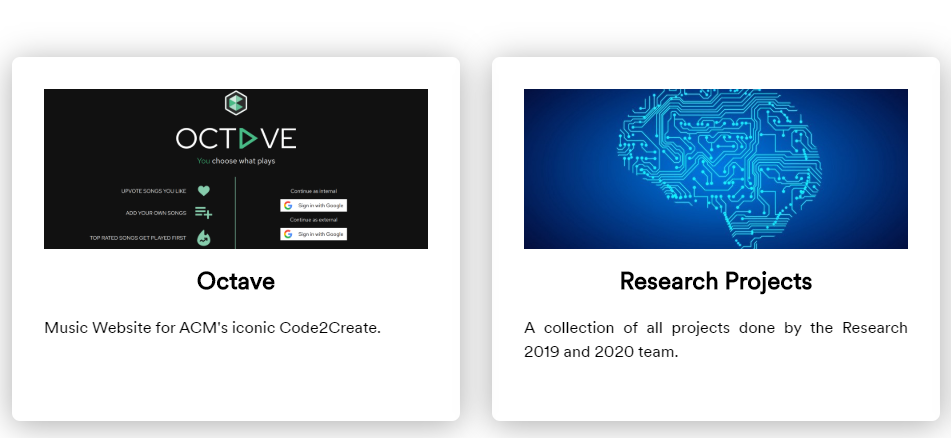 OCTAVE
You choose what plays
UPVOTE SONGS YOU LIKE
ADD YOUR OWN SONGS
TOP RATED SONGS GET PLAYED FIRST
Continue as internal
Sign in with Google
Continue as external
Sign in with Google
Octave
Music Website for ACM's iconic Code2Create.
Research Projects
A collection of all projects done by the Research
2019 and 2020 team.